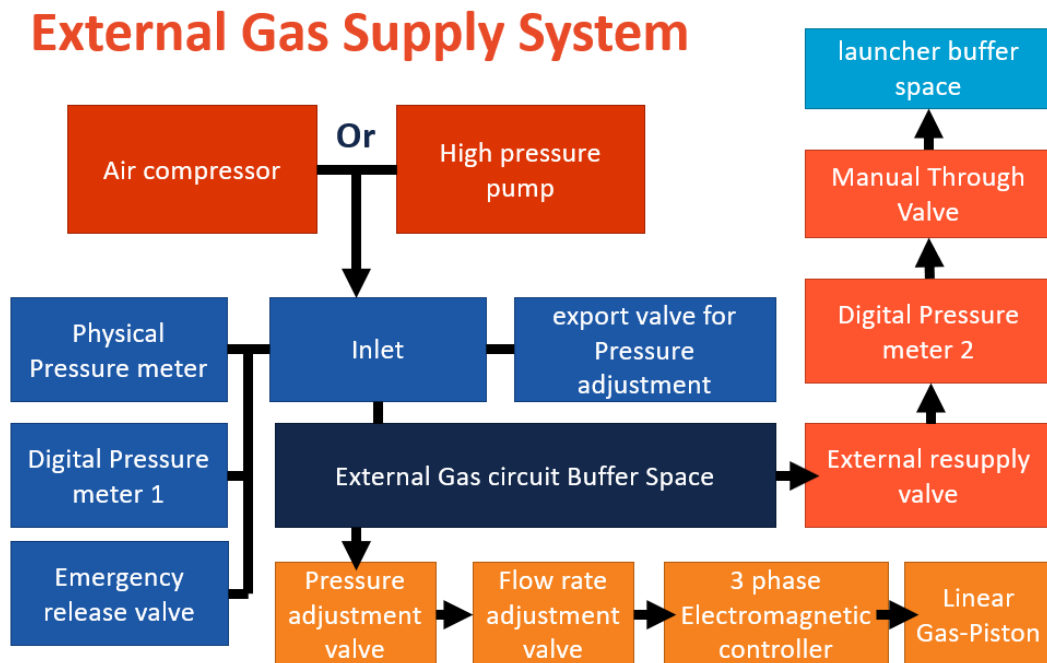 External Gas Supply System
launcher buffer
space
Air compressor
Or
High pressure
pump
Manual Through
Valve
Physical
Pressure meter
Inlet
export valve for
Pressure
adjustment
Digital Pressure
meter 2
Digital Pressure
meter 1
External Gas circuit Buffer Space
External resupply
valve
Emergency
release valve
Pressure
adjustment
valve
Flow rate
adjustment
valve
3 phase
Electromagnetic
controller
Linear
Gas-Piston